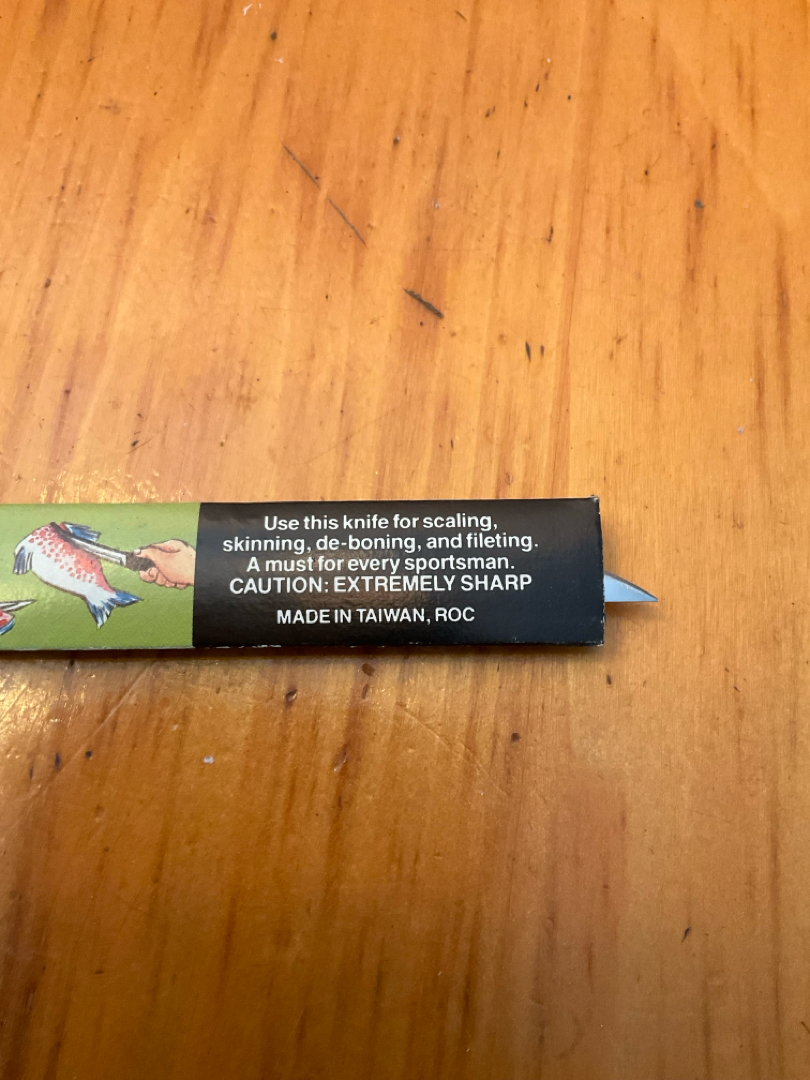 Use this knife for scaling,
skinning, de-boning, and fileting.
A must for every sportsman.
CAUTION: EXTREMELY SHARP
MADE IN TAIWAN, ROC